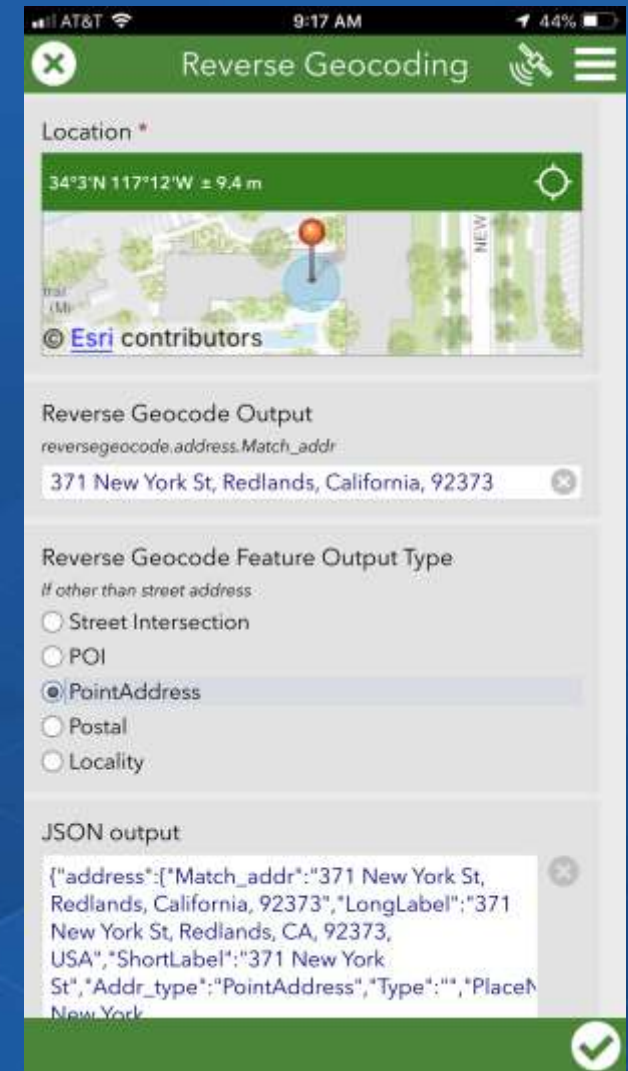 AT&T 9:17 AM 44%
Reverse Geocoding
Location *
34°3'N 117°12'W ± 9.4 m
NEW
(Mi
© Esri contributors
Reverse Geocode Output
reversegeocode.address.Match_addr
371 New York St, Redlands, California, 92373
Reverse Geocode Feature Output Type
If other than street address
Street Intersection
POI
PointAddress
Postal
Locality
JSON output
{"address":{"Match_addr":"371 New York St,
Redlands, California, 92373","LongLabel":"371
New York St, Redlands, CA, 92373,
USA","ShortLabel":"371 New York
St","Addr_type":"PointAddress","Type":"","PlaceN
New York